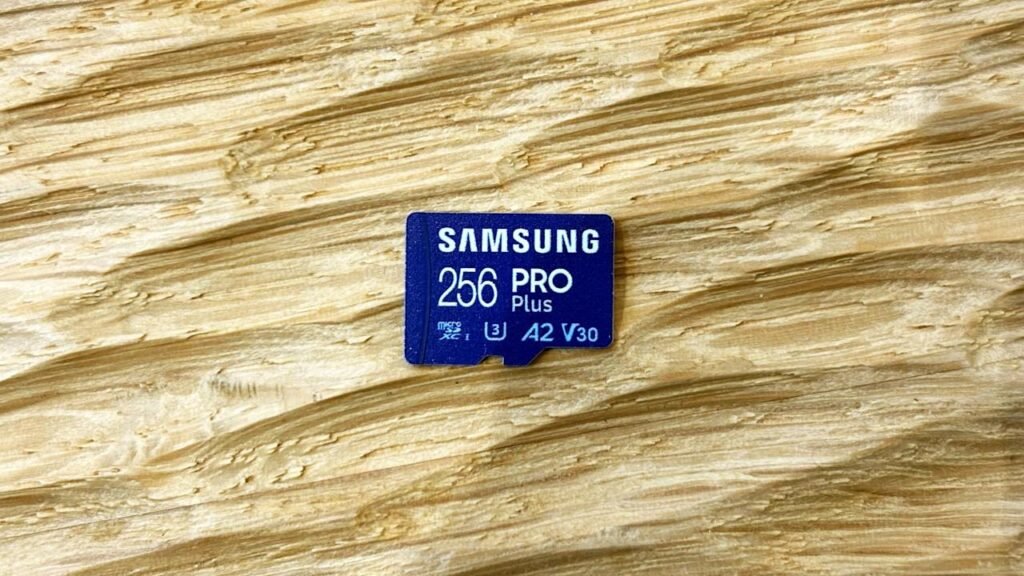 SAMSUNG
256 PRO
Plus
micro SD XC I U3 A2 V30